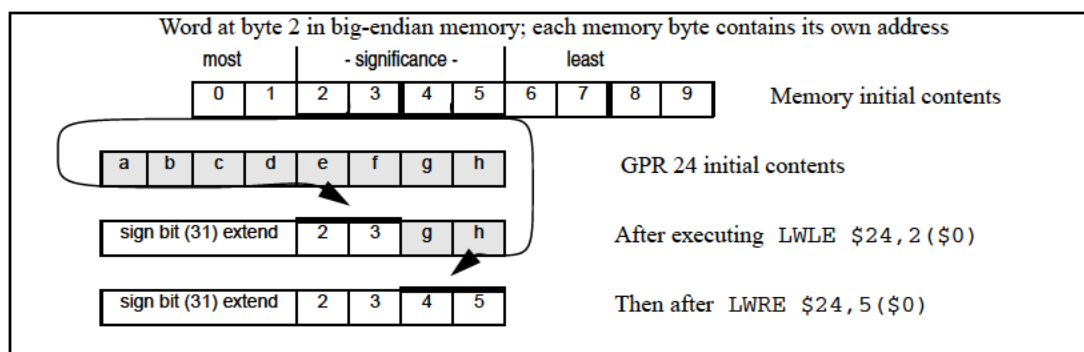 Word at byte 2 in big-endian memory; each memory byte contains its own address
most - significance - least
0 1 2 3 4 5 6 7 8 9 Memory initial contents
a b c d e f g h GPR 24 initial contents
sign bit (31) extend 2 3 g h After executing LWLE $24,2($0)
sign bit (31) extend 2 3 4 5 Then after LWRE $24,5($0)